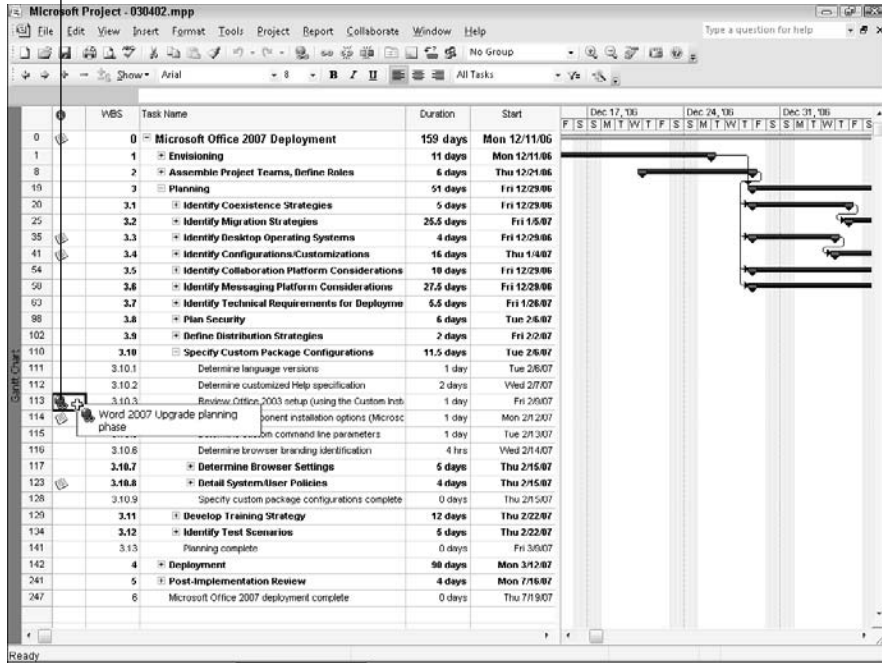 Microsoft Project - 030402.mpp
File Edit View Insert Format Tools Project Report Collaborate Window Help
Type a question for help
No Group
Show Arial 8 B I U All Tasks
WBS Task Name Duration Start
Dec 17, '06 Dec 24, '06 Dec 31, '06
F S S M T W T F S S M T W T F S S M T W T F S
0 0 Microsoft Office 2007 Deployment 159 days Mon 12/11/06
1 1 Envisioning 11 days Mon 12/11/06
8 2 Assemble Project Teams, Define Roles 6 days Thu 12/21/06
19 3 Planning 51 days Fri 12/29/06
20 3.1 Identify Coexistence Strategies 5 days Fri 12/29/06
25 3.2 Identify Migration Strategies 25.5 days Fri 1/5/07
35 3.3 Identify Desktop Operating Systems 4 days Fri 12/29/06
41 3.4 Identify Configurations/Customizations 16 days Thu 1/4/07
54 3.5 Identify Collaboration Platform Considerations 10 days Fri 12/29/06
58 3.6 Identify Messaging Platform Considerations 27.5 days Fri 12/29/06
63 3.7 Identify Technical Requirements for Deployme 5.5 days Fri 1/26/07
98 3.8 Plan Security 6 days Tue 2/6/07
102 3.9 Define Distribution Strategies 2 days Fri 2/2/07
110 3.10 Specify Custom Package Configurations 11.5 days Tue 2/6/07
111 3.10.1 Determine language versions 1 day Tue 2/6/07
112 3.10.2 Determine customized Help specification 2 days Wed 2/7/07
113 3.10.3 Review Office 2003 setup (using the Custom Inst 1 day Fri 2/9/07
114 ponent installation options (Microsc 1 day Mon 2/12/07
Word 2007 Upgrade planning
phase
115 command line parameters 1 day Tue 2/13/07
116 3.10.6 Determine browser branding identification 4 hrs Wed 2/14/07
117 3.10.7 Determine Browser Settings 5 days Thu 2/15/07
123 3.10.8 Detail System/User Policies 4 days Thu 2/15/07
128 3.10.9 Specify custom package configurations complete 0 days Thu 2/15/07
129 3.11 Develop Training Strategy 12 days Thu 2/22/07
134 3.12 Identify Test Scenarios 5 days Thu 2/22/07
141 3.13 Planning complete 0 days Fri 3/9/07
142 4 Deployment 90 days Mon 3/12/07
241 5 Post-Implementation Review 4 days Mon 7/16/07
247 6 Microsoft Office 2007 deployment complete 0 days Thu 7/19/07
Gantt Chart
Ready